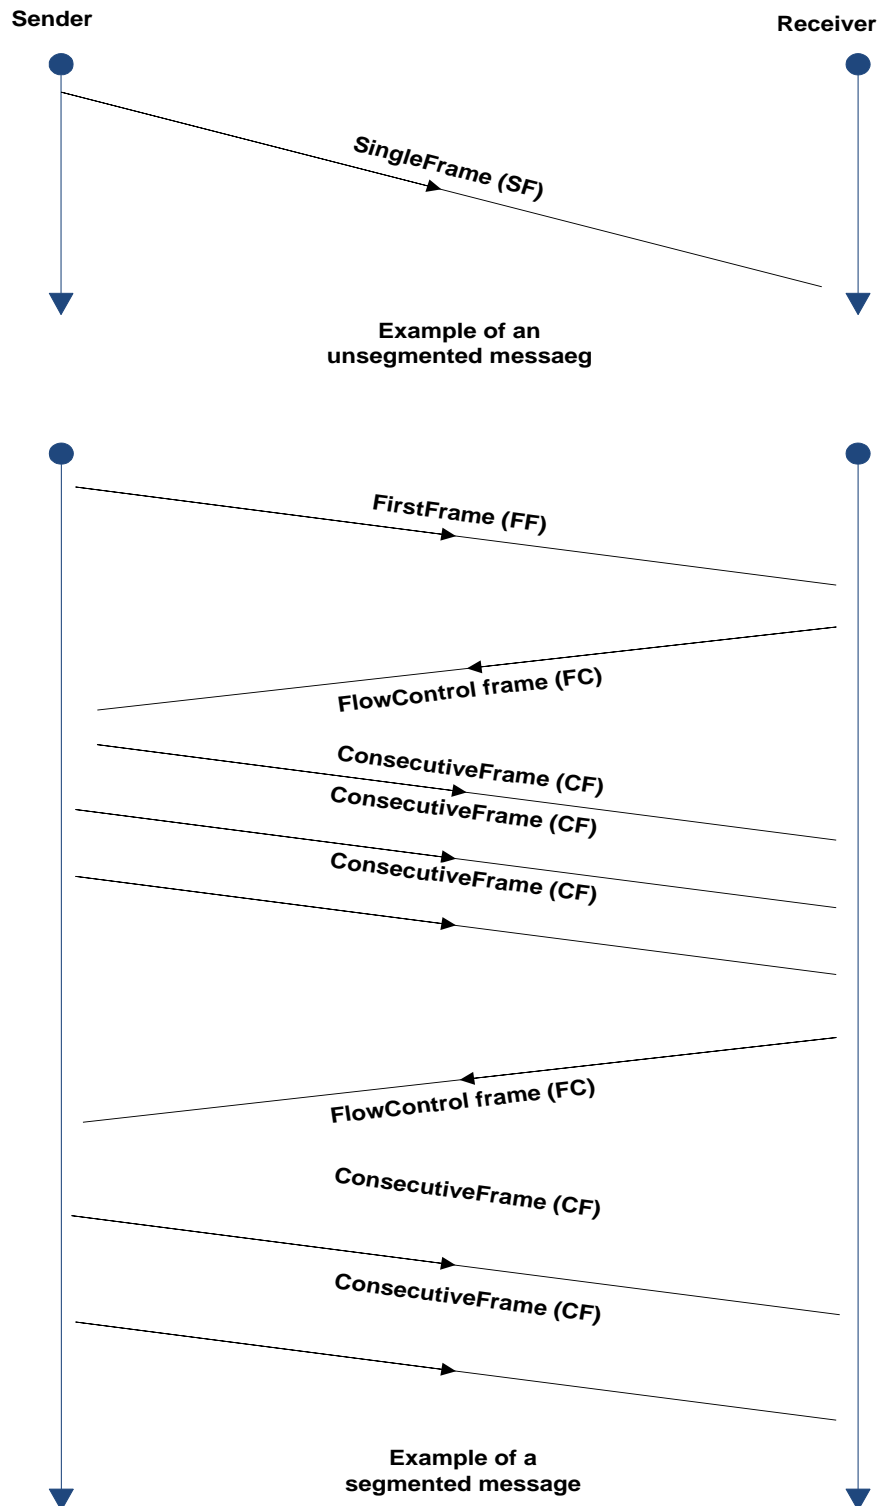 Sender
Receiver
SingleFrame (SF)
Example of an
unsegmented messaeg
FirstFrame (FF)
FlowControl frame (FC)
ConsecutiveFrame (CF)
ConsecutiveFrame (CF)
ConsecutiveFrame (CF)
FlowControl frame (FC)
ConsecutiveFrame (CF)
ConsecutiveFrame (CF)
Example of a
segmented message